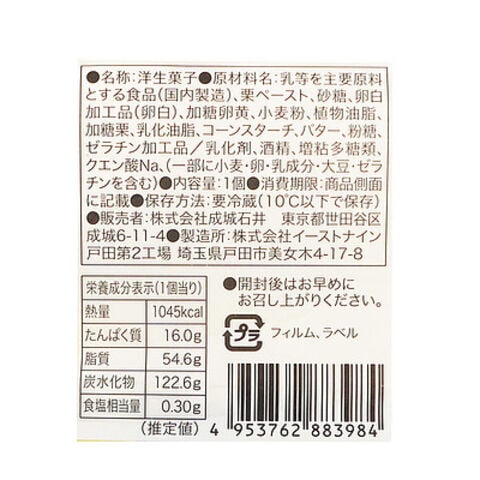 ●名称:洋生菓子●原材料名:乳等を主要原料
とする食品(国内製造)、栗ペースト、砂糖、卵白
加工品(卵白)、加糖卵黄、小麦粉、植物油脂、
加糖栗、乳化油脂、コーンスターチ、バター、粉糖、
ゼラチン加工品/乳化剤、酒精、増粘多糖類、
クエン酸Na、(一部に小麦・卵・乳成分・大豆・ゼラ
チンを含む)●内容量:1個●消費期限:商品側面
に記載●保存方法:要冷蔵(10℃以下で保存)
●販売者:株式会社成城石井 東京都世田谷区
成城6-11-4●製造所:株式会社イーストナイン
戸田第2工場 埼玉県戸田市美女木4-17-8
栄養成分表示(1個当り)
熱量 1045kcal
たんぱく質 16.0g
脂質 54.6g
炭水化物 122.6g
食塩相当量 0.30g
(推定値)
●開封後はお早めに
お召し上がりください。
プラ フィルム、ラベル
4 953762 883984